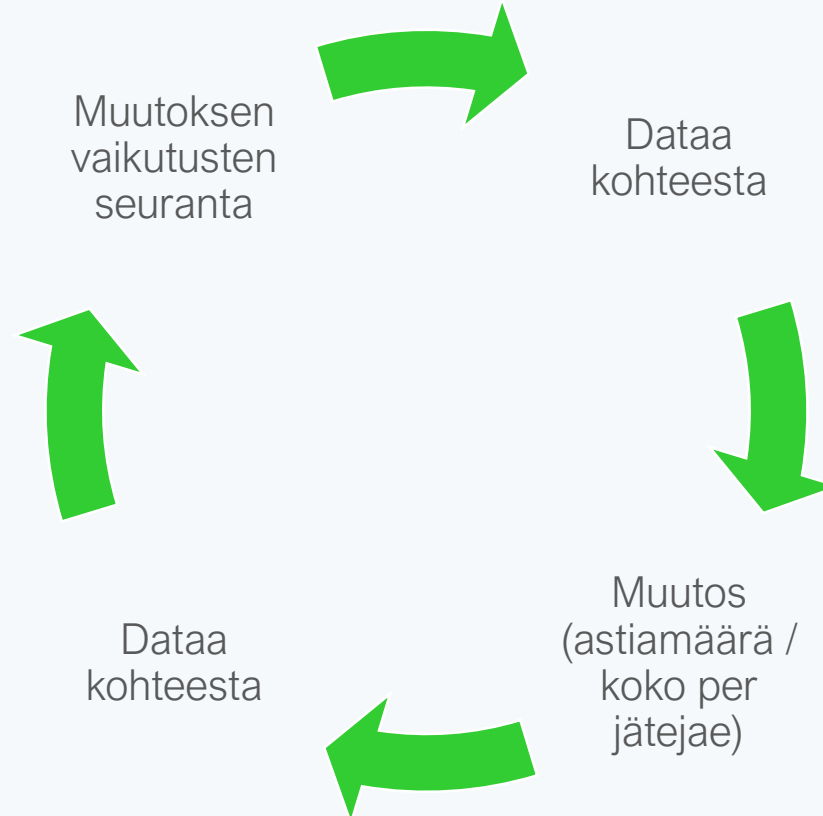 Muutoksen
vaikutusten
seuranta
Dataa
kohteesta
Muutos
(astiamäärä /
koko per
jätejae)
Dataa
kohteesta